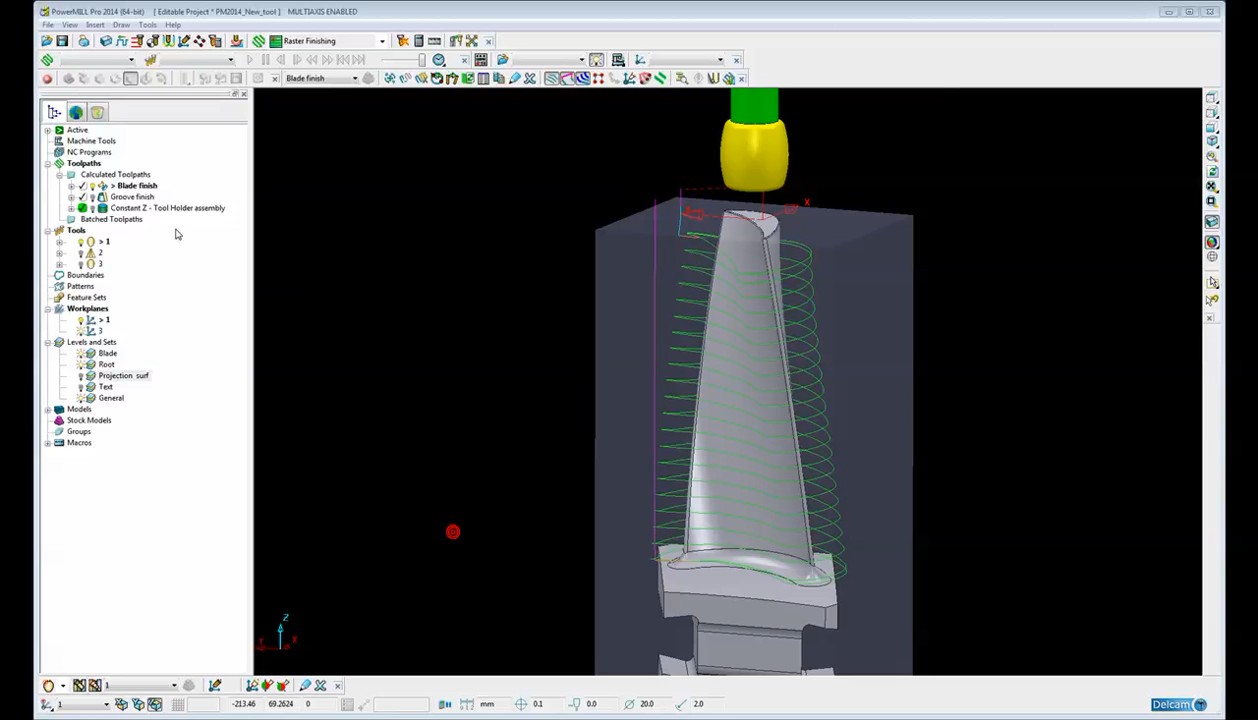 PowerMILL Pro 2014 (64-bit) [ Editable Project * PM2014_New_tool ] MULTIAXIS ENABLED
File View Insert Draw Tools Help
Raster Finishing
Blade finish
Active
Machine Tools
NC Programs
Toolpaths
Calculated Toolpaths
> Blade finish
Groove finish
Constant Z - Tool Holder assembly
Batched Toolpaths
Tools
> 1
2
3
Boundaries
Patterns
Feature Sets
Workplanes
> 1
3
Levels and Sets
Blade
Root
Projection surf
Text
General
Models
Stock Models
Groups
Macros
X
Z
X
1
1 -213.46 69.2624 0 mm 0.1 0.0 20.0 2.0 Delcam